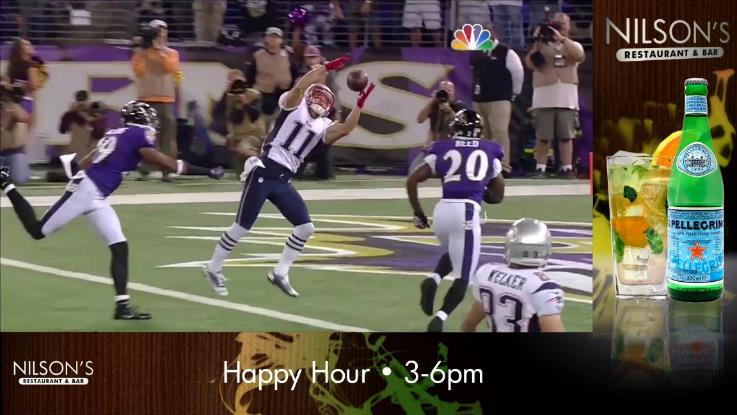 NILSON'S
RESTAURANT & BAR
11
REED
20
WELKER
83
S.PELLEGRINO
NILSON'S
RESTAURANT & BAR
Happy Hour • 3-6pm